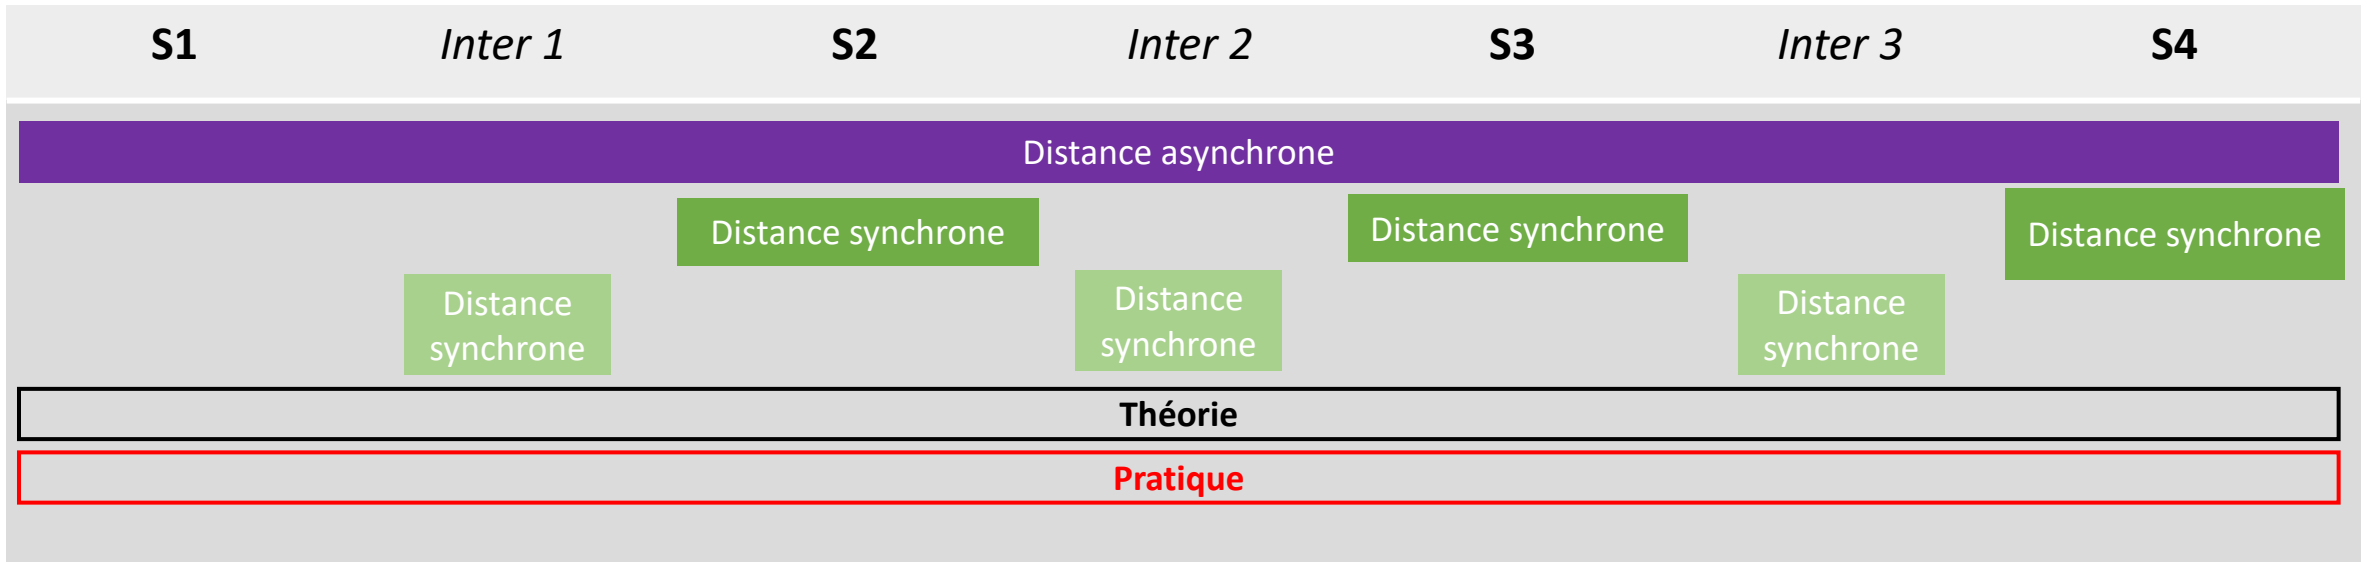 S1 Inter 1 S2 Inter 2 S3 Inter 3 S4
Distance asynchrone
Distance synchrone
Distance synchrone
Distance synchrone
Distance
synchrone
Distance
synchrone
Distance
synchrone
Théorie
Pratique